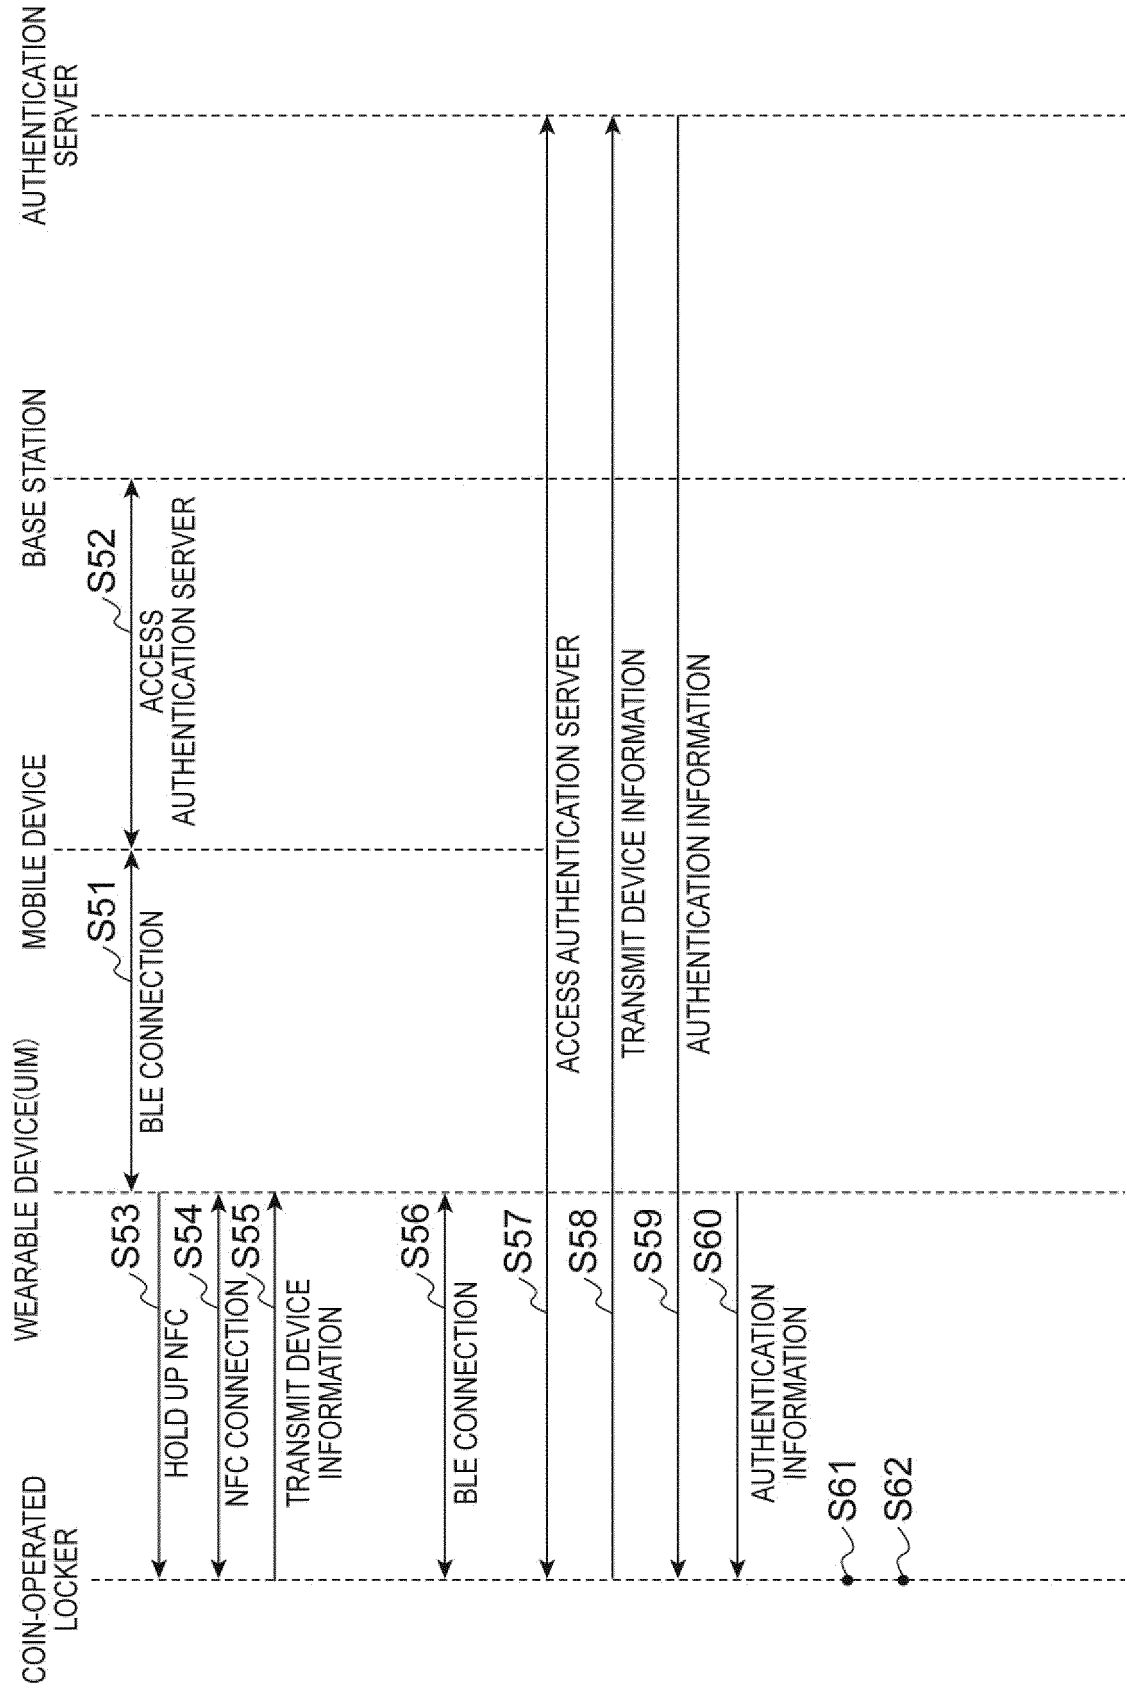 COIN-OPERATED
LOCKER
WEARABLE DEVICE(UIM)
MOBILE DEVICE
BASE STATION
AUTHENTICATION
SERVER
S51
BLE CONNECTION
S52
ACCESS
AUTHENTICATION SERVER
S53
HOLD UP NFC
S54
NFC CONNECTION
S55
TRANSMIT DEVICE
INFORMATION
S56
BLE CONNECTION
S57
ACCESS AUTHENTICATION SERVER
S58
TRANSMIT DEVICE INFORMATION
S59
AUTHENTICATION INFORMATION
S60
AUTHENTICATION
INFORMATION
S61
S62